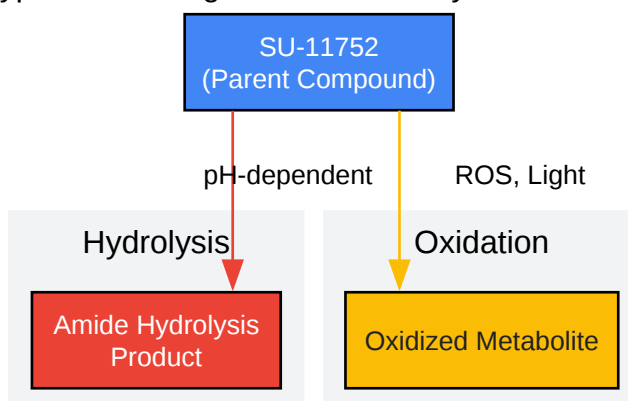 SU-11752
(Parent Compound)
pH-dependent
ROS, Light
Hydrolysis
Oxidation
Amide Hydrolysis
Product
Oxidized Metabolite